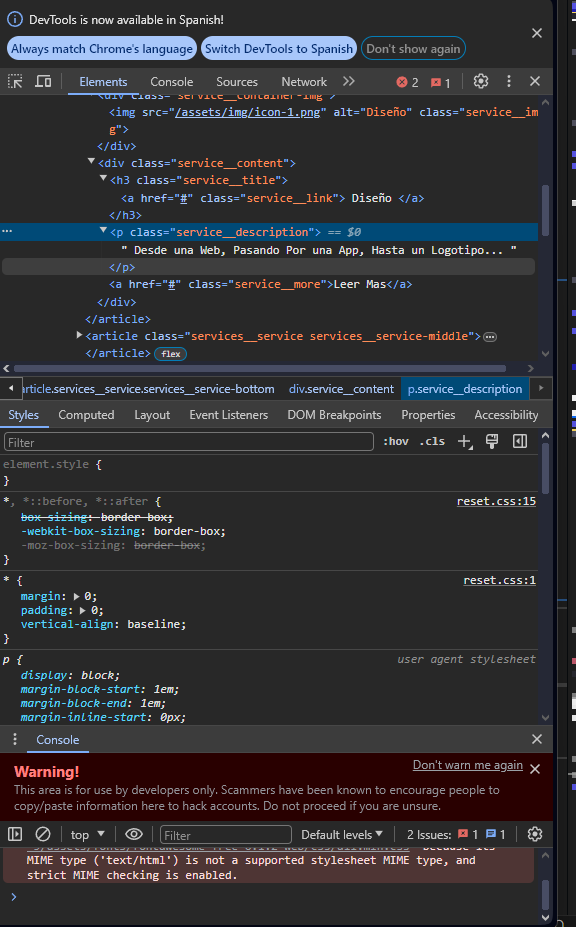 DevTools is now available in Spanish!
Always match Chrome's language Switch DevTools to Spanish Don't show again
Elements Console Sources Network 2 1
<div class="service__container-img">
<img src="/assets/img/icon-1.png" alt="Diseño" class="service__im
g">
</div>
<div class="service__content">
<h3 class="service__title">
<a href="#" class="service__link"> Diseño </a>
</h3>
<p class="service__description"> == $0
" Desde una Web, Pasando Por una App, Hasta un Logotipo... "
</p>
<a href="#" class="service__more">Leer Mas</a>
</div>
</article>
<article class="services__service services__service-middle">
</article> flex
article.services__service.services__service-bottom div.service__content p.service__description
Styles Computed Layout Event Listeners DOM Breakpoints Properties Accessibility
Filter :hov .cls
element.style {
}
*, *::before, *::after { reset.css:15
box-sizing: border-box;
-webkit-box-sizing: border-box;
-moz-box-sizing: border-box;
}
* { reset.css:1
margin: 0;
padding: 0;
vertical-align: baseline;
}
p { user agent stylesheet
display: block;
margin-block-start: 1em;
margin-block-end: 1em;
margin-inline-start: 0px;
Console
Warning! Don't warn me again
This area is for use by developers only. Scammers have been known to encourage people to
copy/paste information here to hack accounts. Do not proceed if you are unsure.
top Filter Default levels 2 Issues: 1 1
because its
MIME type ('text/html') is not a supported stylesheet MIME type, and
strict MIME checking is enabled.